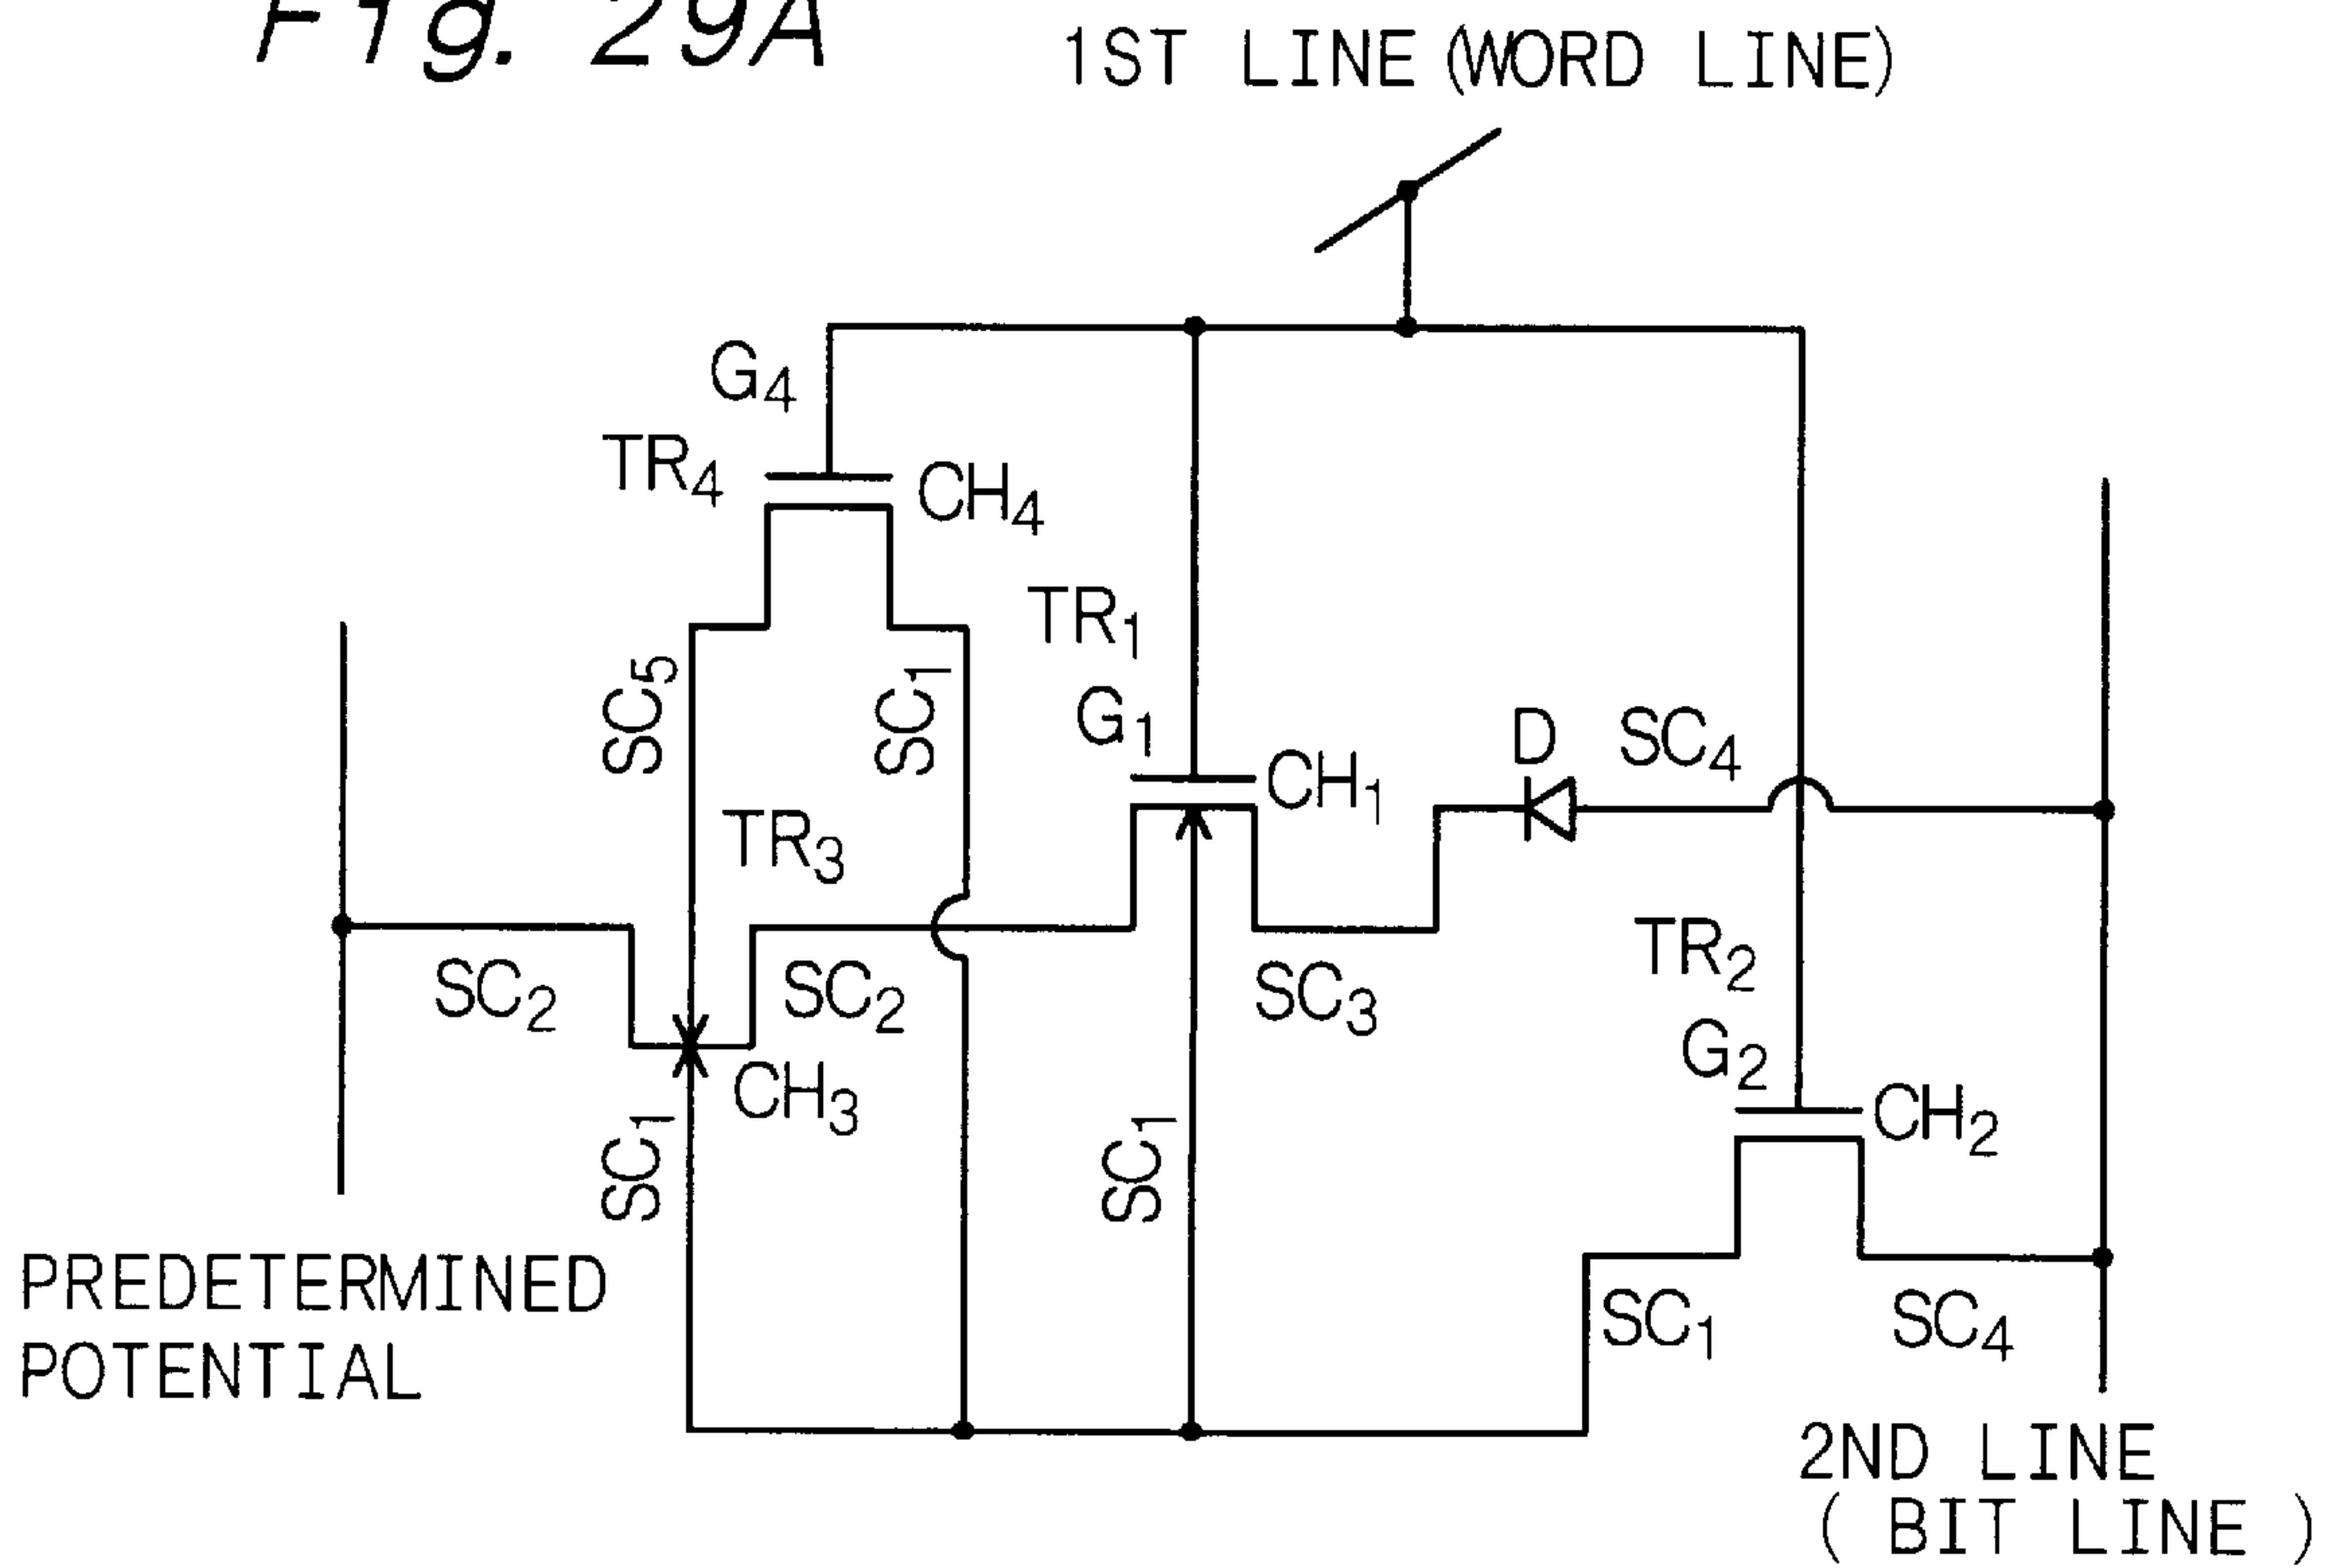 Fig. 29A
1ST LINE (WORD LINE)
G4
TR4
CH4
TR1
SC5
SC1
G1
D
SC4
CH1
TR3
TR2
SC2
SC2
SC3
G2
CH3
CH2
SC1
SC1
PREDETERMINED
POTENTIAL
SC1
SC4
2ND LINE
( BIT LINE )